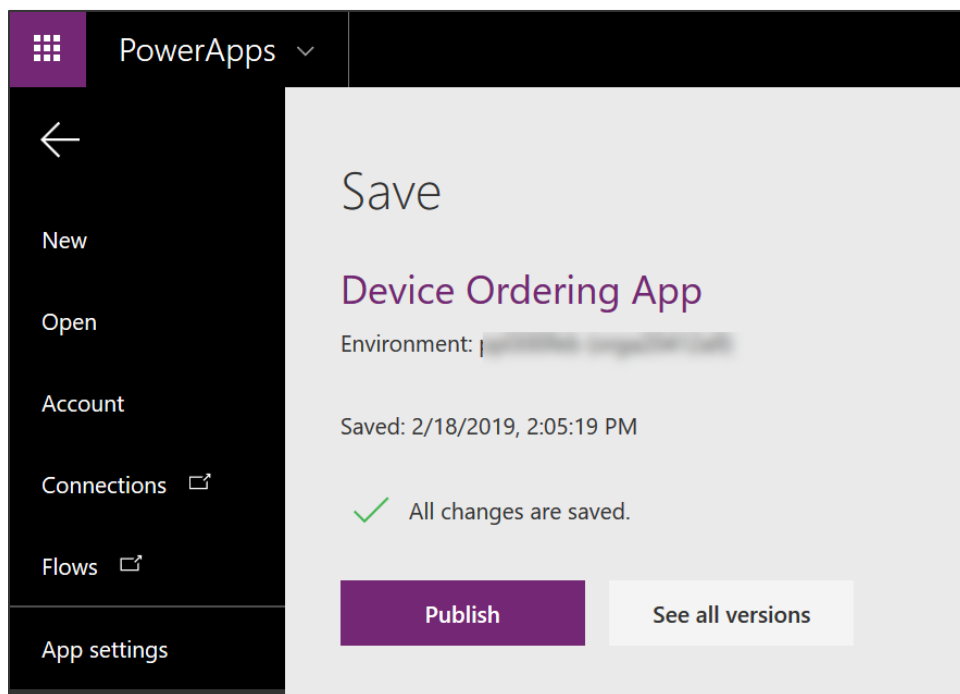 PowerApps
New
Open
Account
Connections
Flows
App settings
Save
Device Ordering App
Environment:
Saved: 2/18/2019, 2:05:19 PM
All changes are saved.
Publish
See all versions